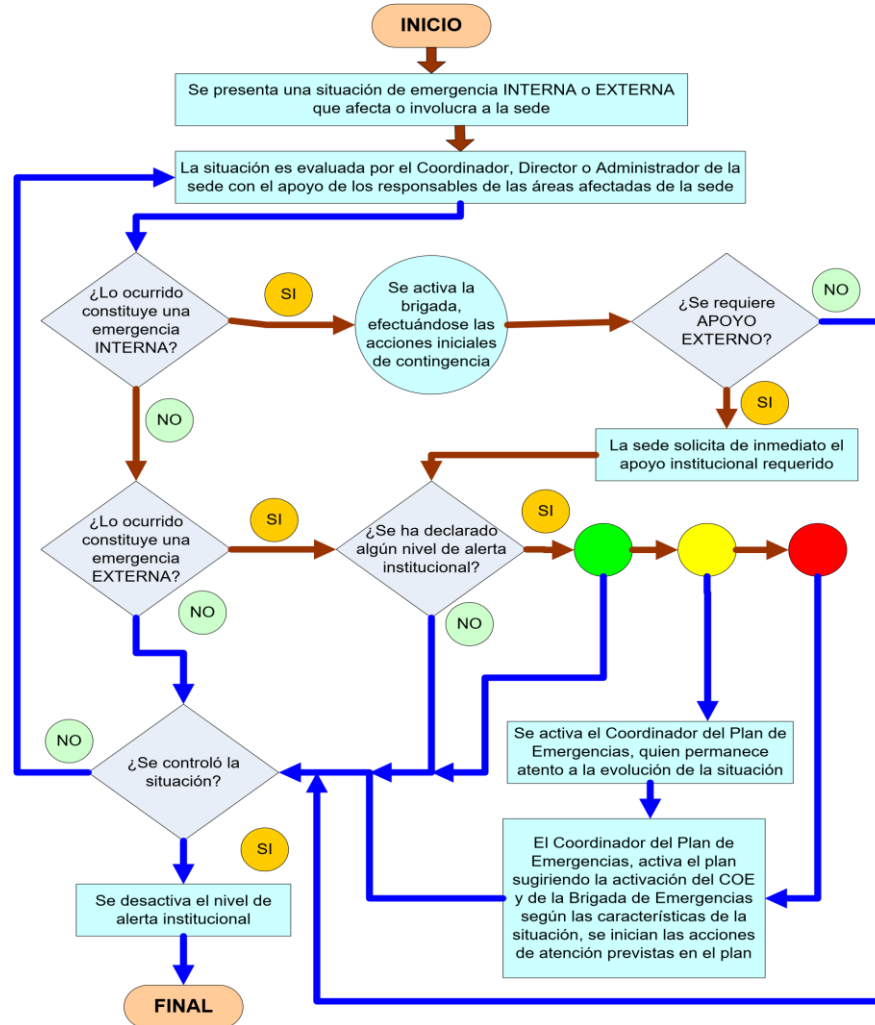 INICIO
Se presenta una situación de emergencia INTERNA o EXTERNA
que afecta o involucra a la sede
La situación es evaluada por el Coordinador, Director o Administrador de la
sede con el apoyo de los responsables de las áreas afectadas de la sede
¿Lo ocurrido
constituye una
emergencia
INTERNA?
SI
Se activa la
brigada,
efectuándose las
acciones iniciales
de contingencia
¿Se requiere
APOYO
EXTERNO?
NO
NO
SI
La sede solicita de inmediato el
apoyo institucional requerido
¿Lo ocurrido
constituye una
emergencia
EXTERNA?
SI
¿Se ha declarado
algún nivel de alerta
institucional?
SI
NO
NO
Se activa el Coordinador del Plan de
Emergencias, quien permanece
atento a la evolución de la situación
NO
¿Se controló la
situación?
SI
El Coordinador del Plan de
Emergencias, activa el plan
sugiriendo la activación del COE
y de la Brigada de Emergencias
según las características de la
situación, se inician las acciones
de atención previstas en el plan
Se desactiva el nivel de
alerta institucional
FINAL